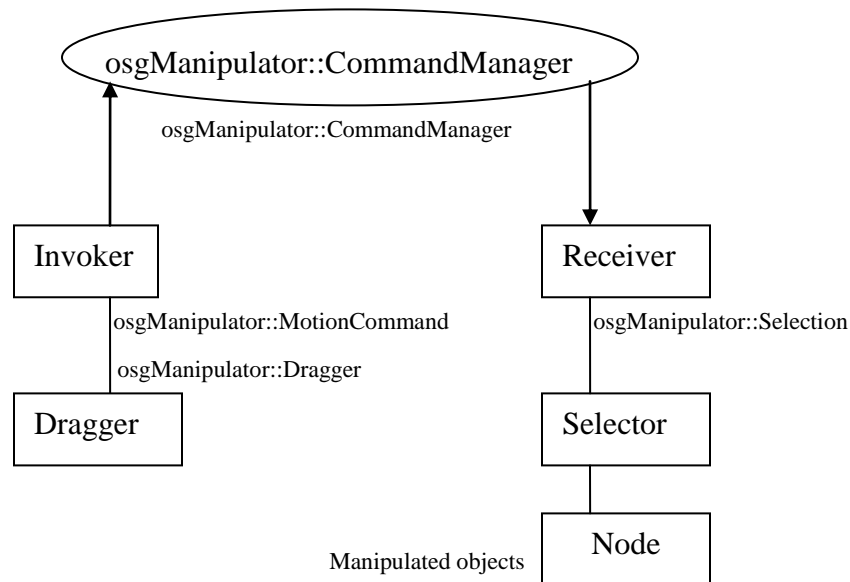 osgManipulator::CommandManager
osgManipulator::CommandManager
Invoker
Receiver
osgManipulator::MotionCommand
osgManipulator::Selection
osgManipulator::Dragger
Dragger
Selector
Node
Manipulated objects